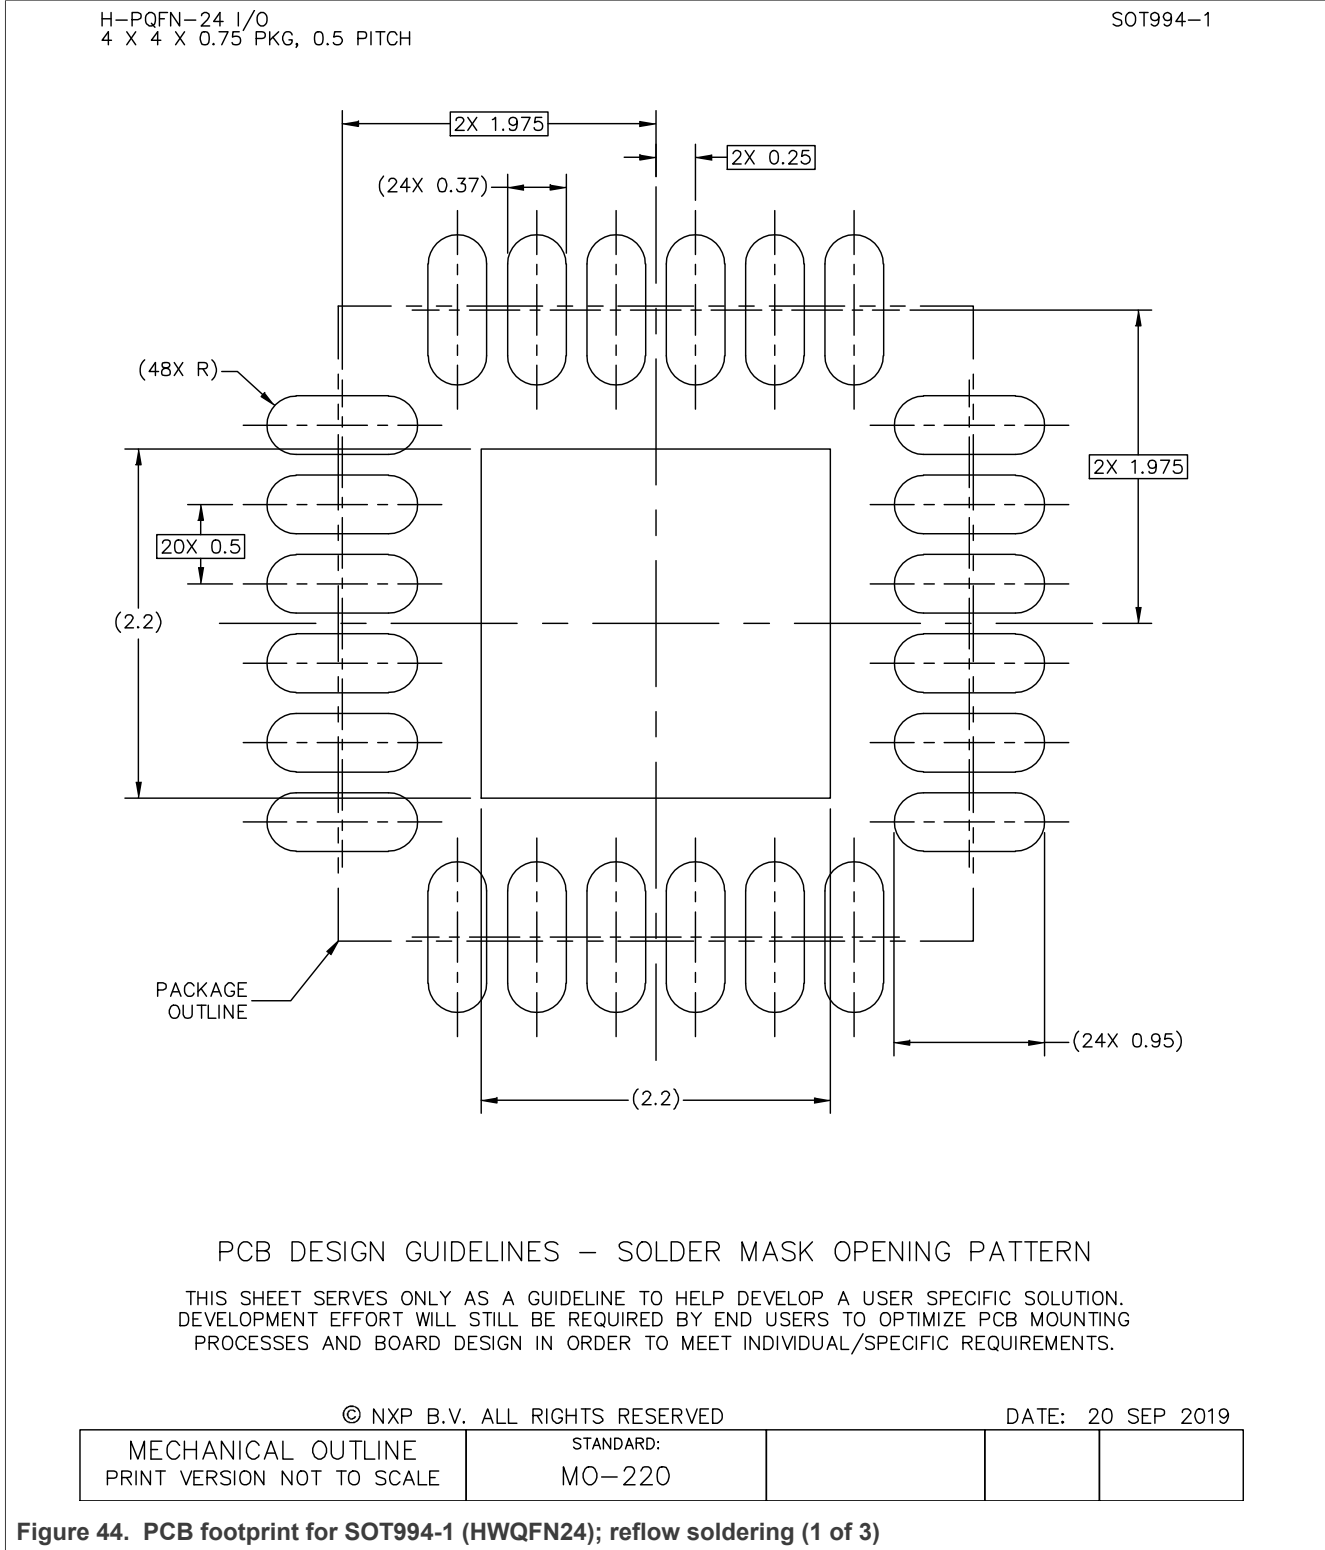 H-PQFN-24 I/O
SOT994-1
4 X 4 X 0.75 PKG, 0.5 PITCH
2X 1.975
2X 0.25
(24X 0.37)
(48X R)
2X 1.975
20X 0.5
(2.2)
PACKAGE
OUTLINE
(24X 0.95)
(2.2)
PCB DESIGN GUIDELINES - SOLDER MASK OPENING PATTERN
THIS SHEET SERVES ONLY AS A GUIDELINE TO HELP DEVELOP A USER SPECIFIC SOLUTION.
DEVELOPMENT EFFORT WILL STILL BE REQUIRED BY END USERS TO OPTIMIZE PCB MOUNTING
PROCESSES AND BOARD DESIGN IN ORDER TO MEET INDIVIDUAL/SPECIFIC REQUIREMENTS.
© NXP B.V. ALL RIGHTS RESERVED
DATE: 20 SEP 2019
MECHANICAL OUTLINE
PRINT VERSION NOT TO SCALE
STANDARD:
MO-220
Figure 44. PCB footprint for SOT994-1 (HWQFN24); reflow soldering (1 of 3)